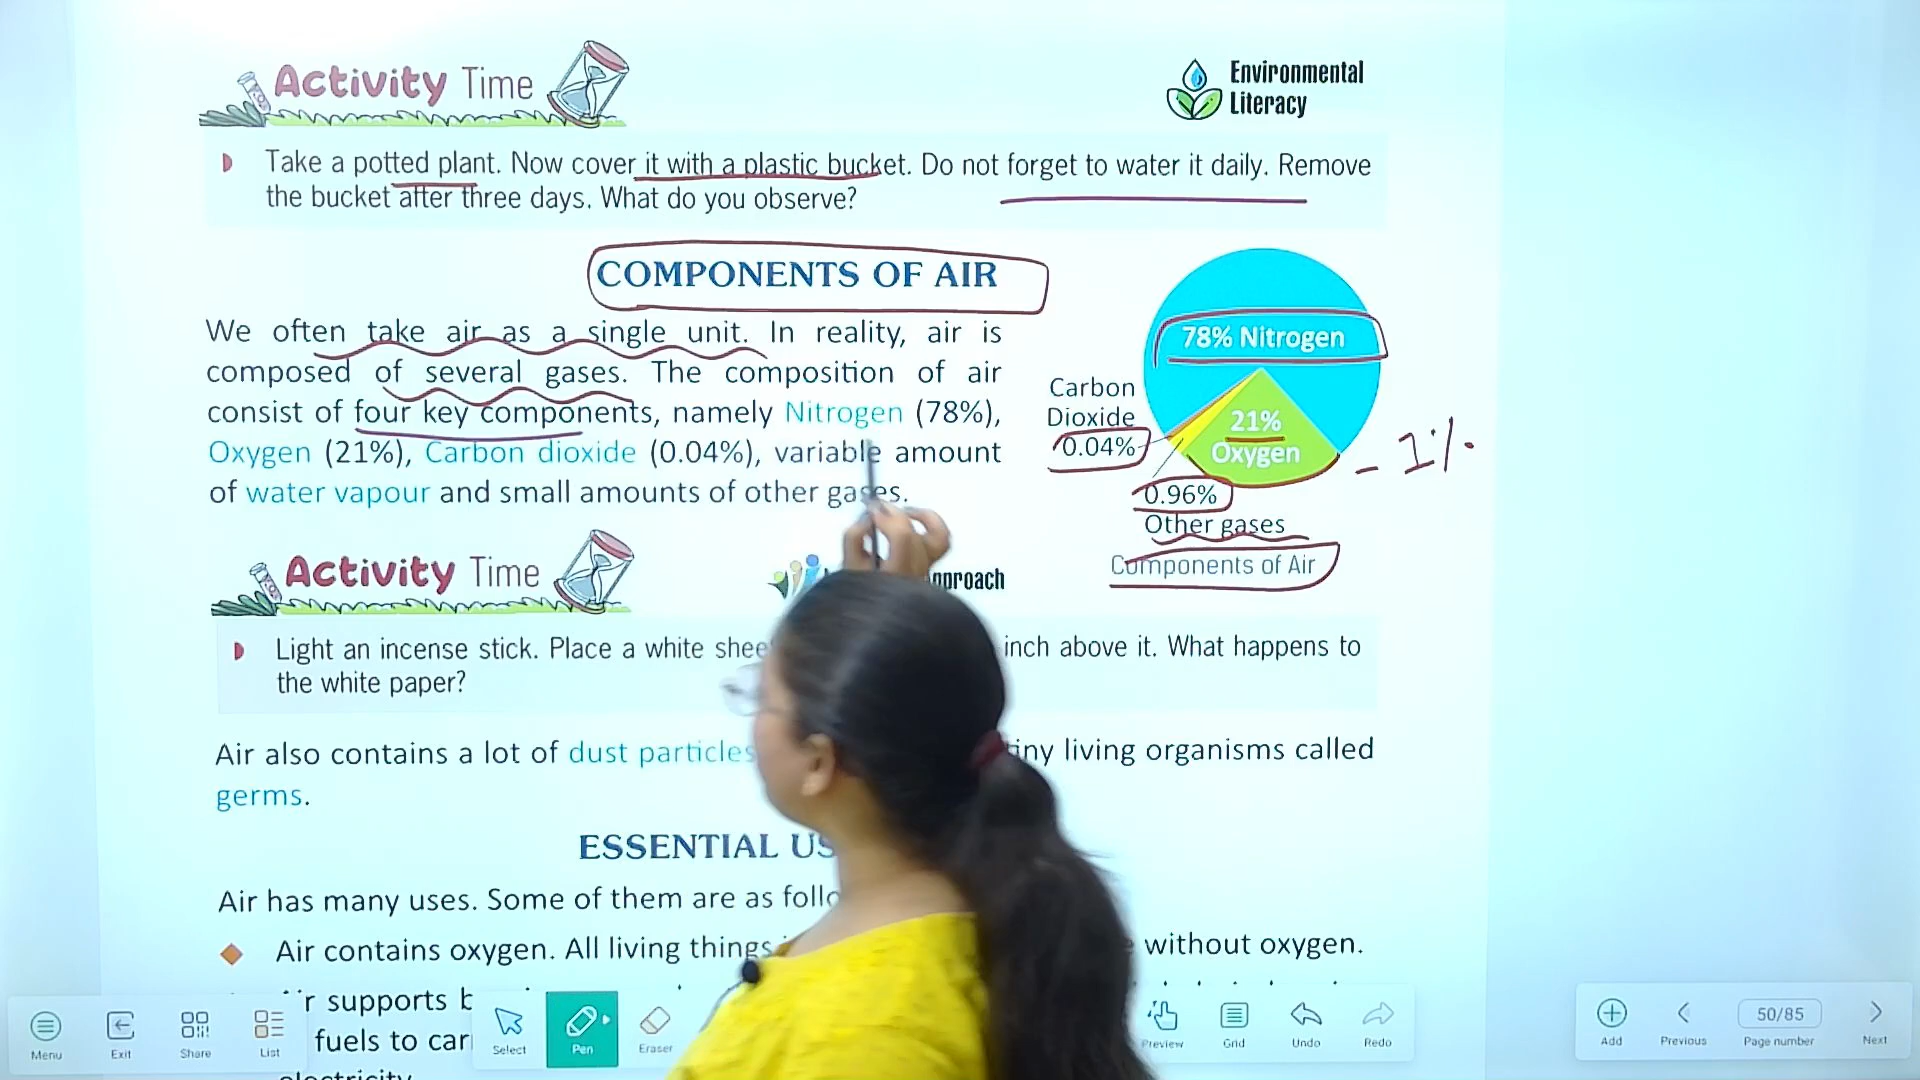 Activity Time
Environmental
Literacy
Take a potted plant. Now cover it with a plastic bucket. Do not forget to water it daily. Remove
the bucket after three days. What do you observe?
COMPONENTS OF AIR
We often take air as a single unit. In reality, air is
composed of several gases. The composition of air
consist of four key components, namely Nitrogen (78%),
Oxygen (21%), Carbon dioxide (0.04%), variable amount
of water vapour and small amounts of other gases.
78% Nitrogen
Carbon
Dioxide
0.04%
21%
Oxygen
- 1%
0.96%
Other gases
Components of Air
Activity Time
Light an incense stick. Place a white inch above it. What happens to
the white paper?
Air also contains a lot of dust particles living organisms called
germs.
ESSENTIAL
Air has many uses. Some of them are as
Air contains oxygen. All living things without oxygen.
supports
fuels to
Menu
Exit
Share
List
Select
Pen
Eraser
Preview
Grid
Undo
Redo
Add
Previous
50/85
Page number
Next